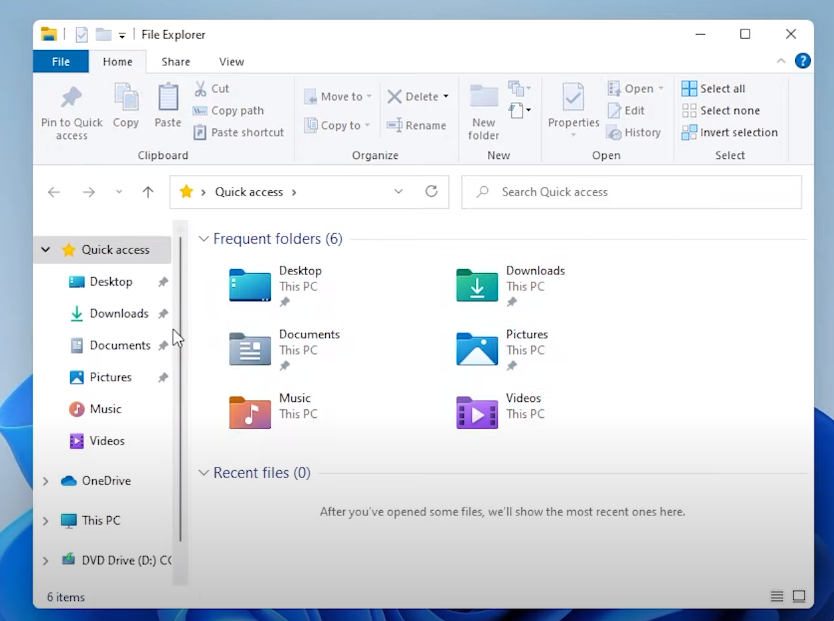 File Explorer
File Home Share View
Pin to Quick access
Copy
Paste
Cut
Copy path
Paste shortcut
Clipboard
Move to
Copy to
Delete
Rename
Organize
New folder
New
Properties
Open
Edit
History
Open
Select all
Select none
Invert selection
Select
Quick access
Search Quick access
Quick access
Desktop
Downloads
Documents
Pictures
Music
Videos
OneDrive
This PC
DVD Drive (D:) CC
Frequent folders (6)
Desktop
This PC
Downloads
This PC
Documents
This PC
Pictures
This PC
Music
This PC
Videos
This PC
Recent files (0)
After you've opened some files, we'll show the most recent ones here.
6 items